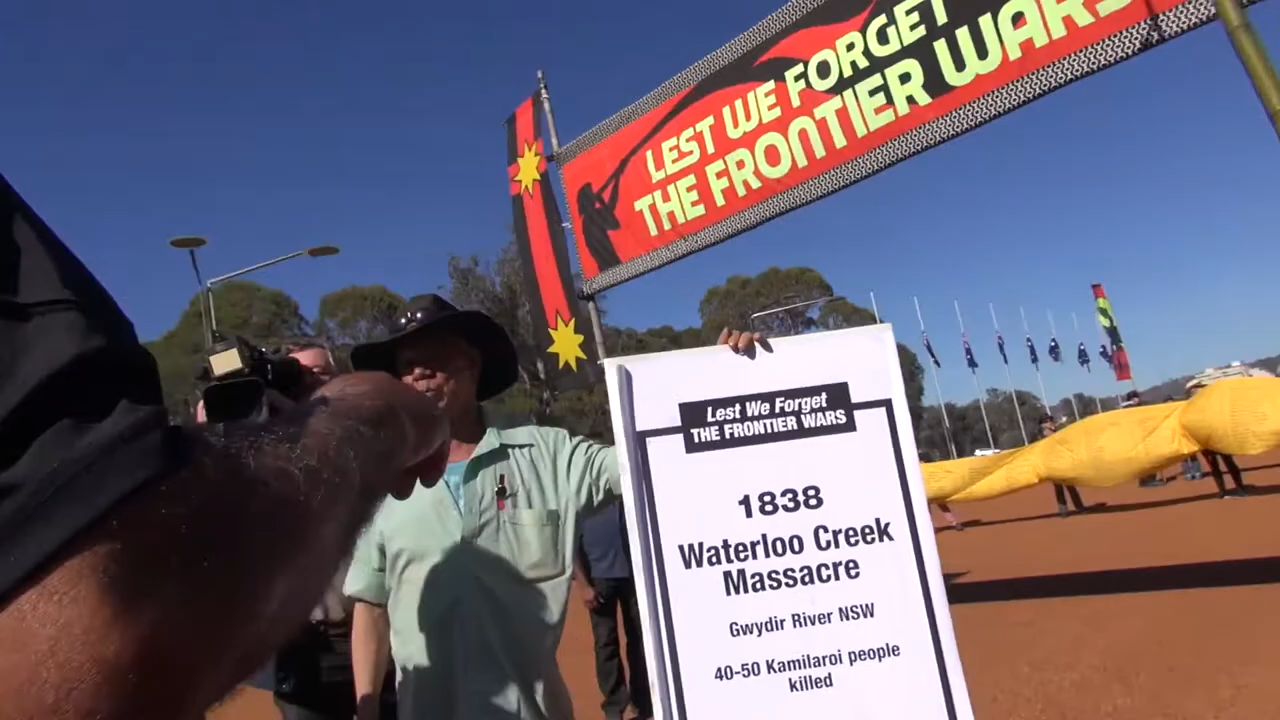 LEST WE FORGET
THE FRONTIER WARS
Lest We Forget
THE FRONTIER WARS
1838
Waterloo Creek
Massacre
Gwydir River NSW
40-50 Kamilaroi people
killed